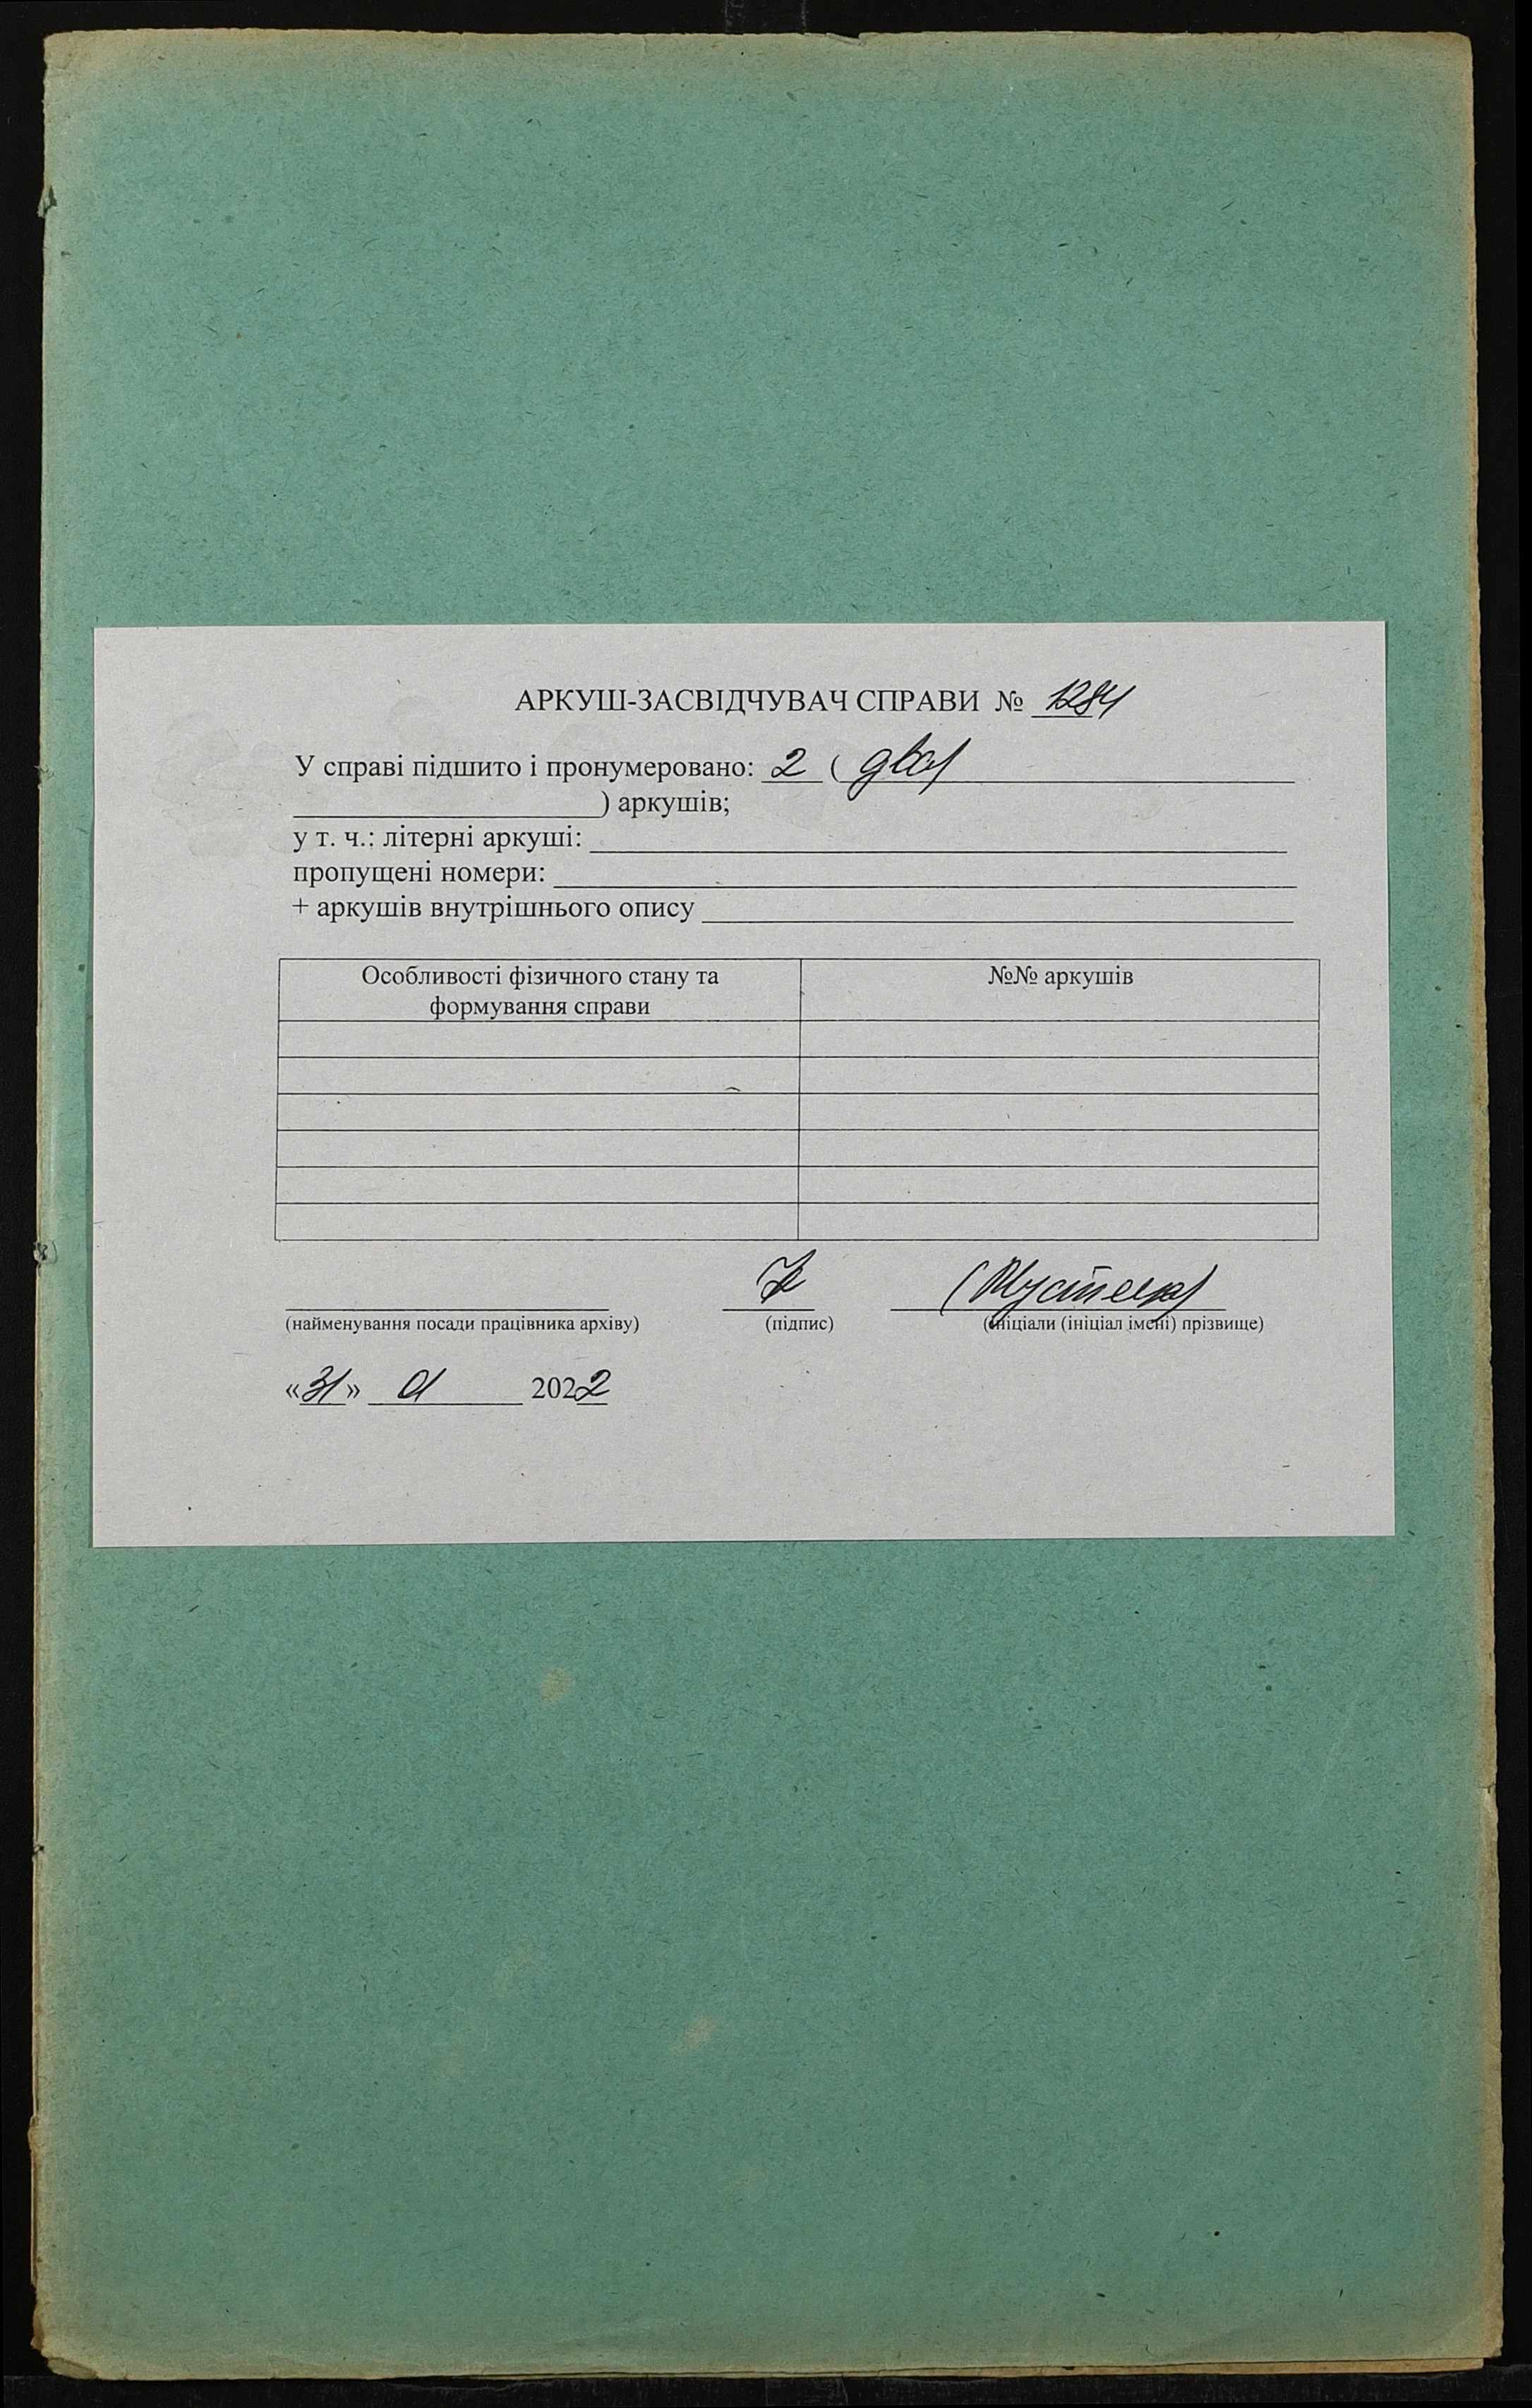 АРКУШ-ЗАСВІДЧУВАЧ СПРАВИ № 1284
У справі підшито і пронумеровано: 2 ( два)
) аркушів;
у т. ч.: літерні аркуші:
пропущені номери:
+ аркушів внутрішнього опису
Особливості фізичного стану та
формування справи
№№ аркушів
(найменування посади працівника архіву)
(підпис)
(ініціали (ініціал імені) прізвище)
«31» 01 2022